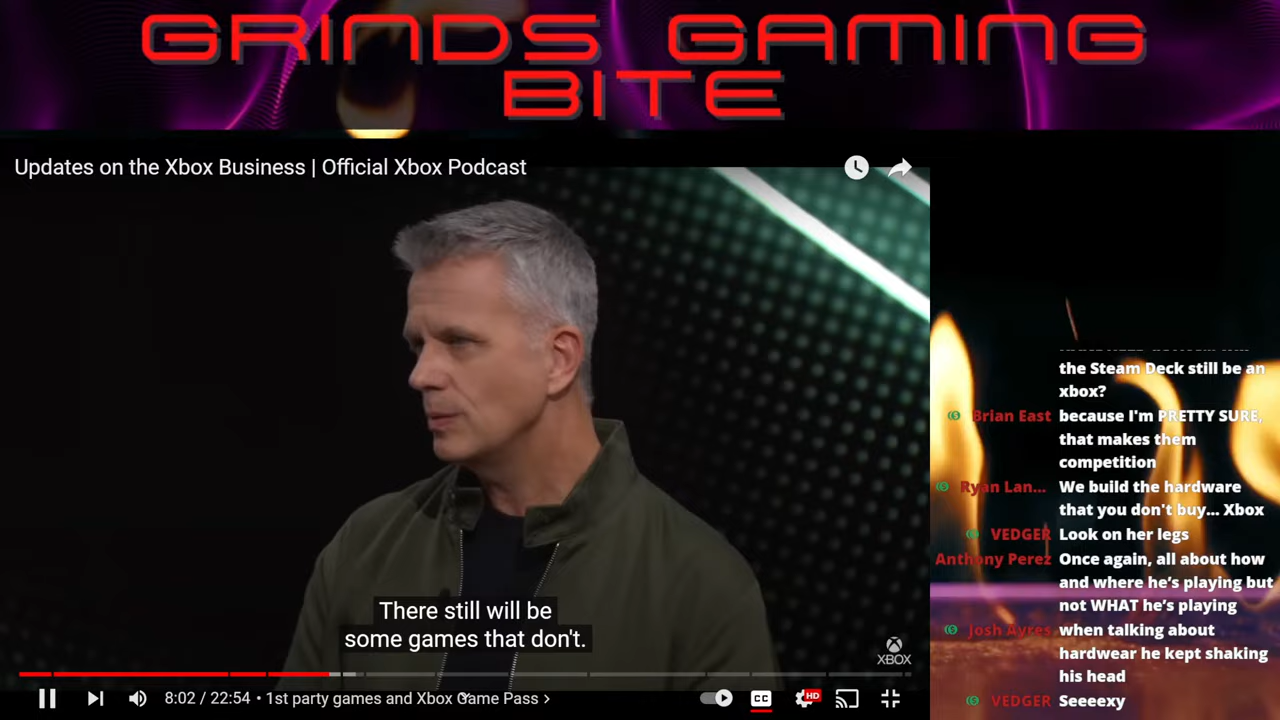 GRINDS GAMING
BITE
Updates on the Xbox Business | Official Xbox Podcast
There still will be
some games that don't.
XBOX
8:02 / 22:54 • 1st party games and Xbox Game Pass >
CC
HD
the Steam Deck still be an
xbox?
Brian East because I'm PRETTY SURE,
that makes them
competition
Ryan Lan... We build the hardware
that you don't buy... Xbox
VEDGER Look on her legs
Anthony Perez Once again, all about how
and where he's playing but
not WHAT he's playing
Josh Ayres when talking about
hardwear he kept shaking
his head
VEDGER Seeeexy